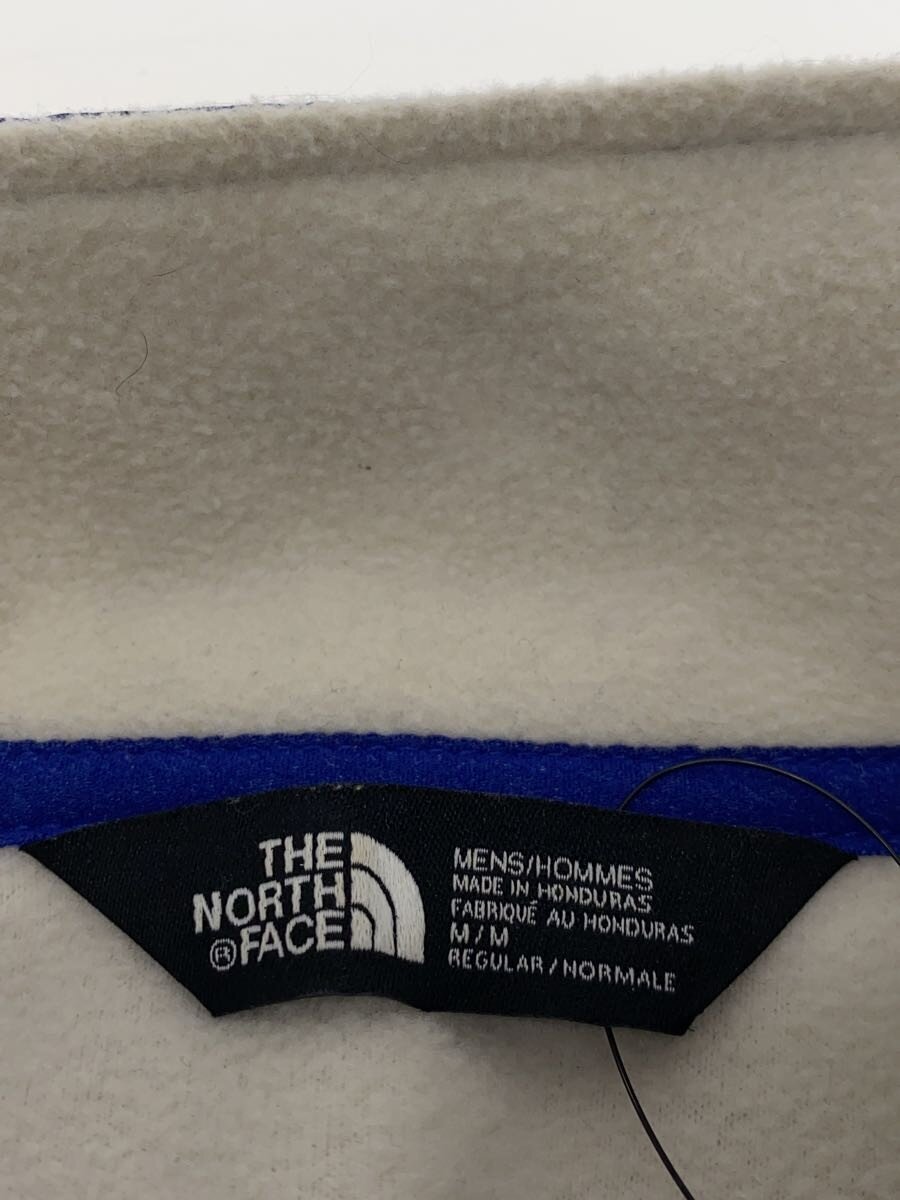 THE
NORTH
®FACE
MENS/HOMMES
MADE IN HONDURAS
FABRIQUÉ AU HONDURAS
M/M
REGULAR/NORMALE